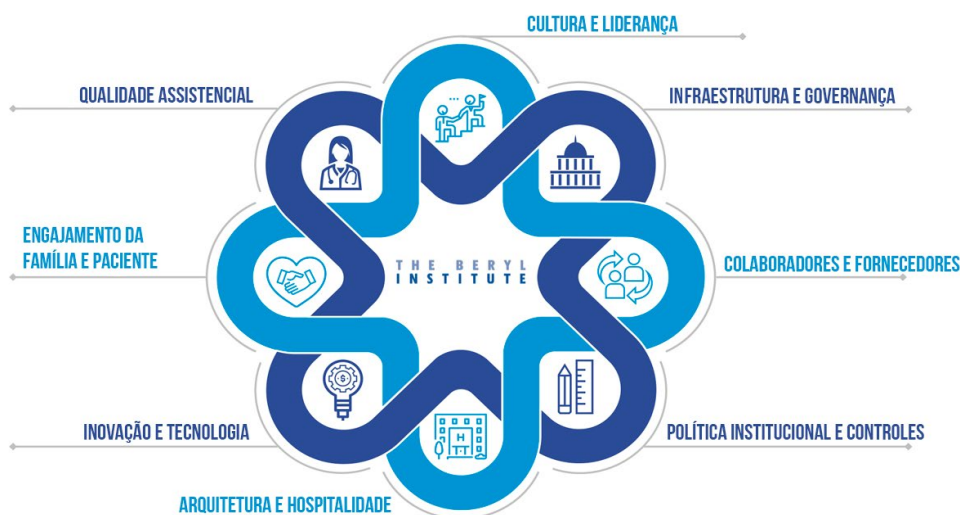 CULTURA E LIDERANÇA
QUALIDADE ASSISTENCIAL
INFRAESTRUTURA E GOVERNANÇA
ENGAJAMENTO DA
FAMÍLIA E PACIENTE
THE BERYL
INSTITUTE
COLABORADORES E FORNECEDORES
INOVAÇÃO E TECNOLOGIA
$
H
POLÍTICA INSTITUCIONAL E CONTROLES
ARQUITETURA E HOSPITALIDADE